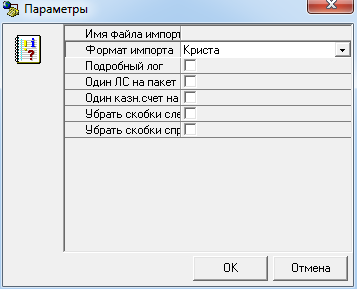 Параметры
Имя файла импорт
Формат импорта Криста
Подробный лог
Один ЛС на пакет
Один казн.счет на
Убрать скобки сле
Убрать скобки спр
OK Отмена